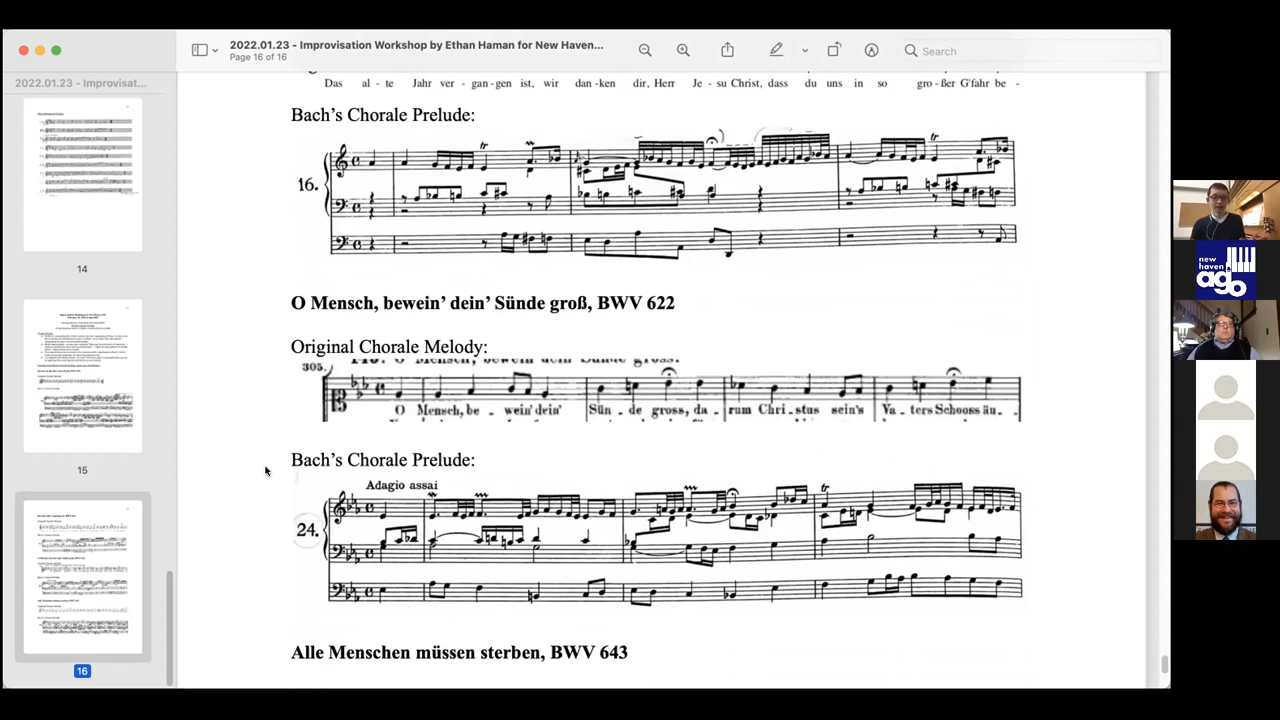 2022.01.23 - Improvisation Workshop by Ethan Haman for New Haven...
Page 16 of 16
Search
2022.01.23 - Improvisat...
14
15
16
Das al - te Jahr ver - gan - gen ist, wir dan - ken dir, Herr Je - su Christ, dass du uns in so gro - ßer G'fahr be -
Bach's Chorale Prelude:
16.
O Mensch, bewein' dein' Sünde groß, BWV 622
Original Chorale Melody:
305.
O Mensch, be - wein' dein' Sün - de gross, da - rum Chri - stus sein's Va - ters Schooss äu -
Bach's Chorale Prelude:
Adagio assai
24.
Alle Menschen müssen sterben, BWV 643
new
haven
ago